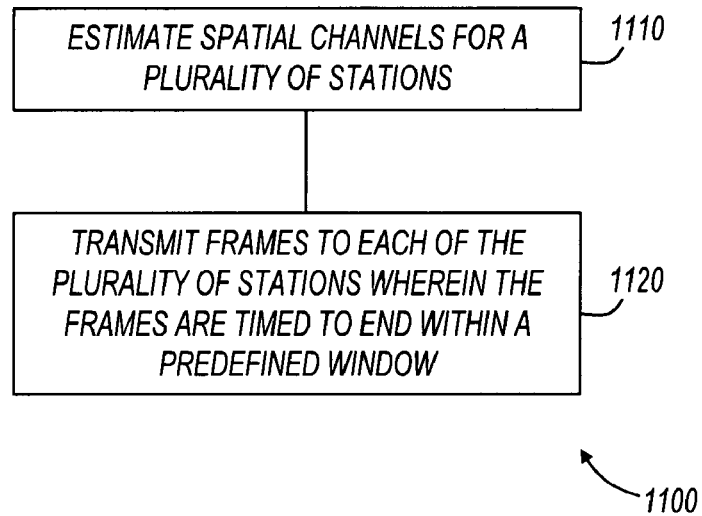 ESTIMATE SPATIAL CHANNELS FOR A
PLURALITY OF STATIONS
1110
TRANSMIT FRAMES TO EACH OF THE
PLURALITY OF STATIONS WHEREIN THE
FRAMES ARE TIMED TO END WITHIN A
PREDEFINED WINDOW
1120
1100